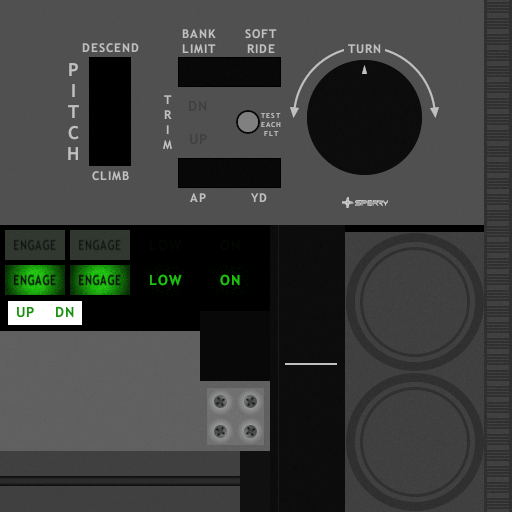 DESCEND
PITCH
CLIMB
BANK LIMIT
SOFT RIDE
TRIM
DN
UP
TEST EACH FLT
AP
YD
TURN
SPERRY
ENGAGE ENGAGE LOW ON
ENGAGE ENGAGE LOW ON
UP DN